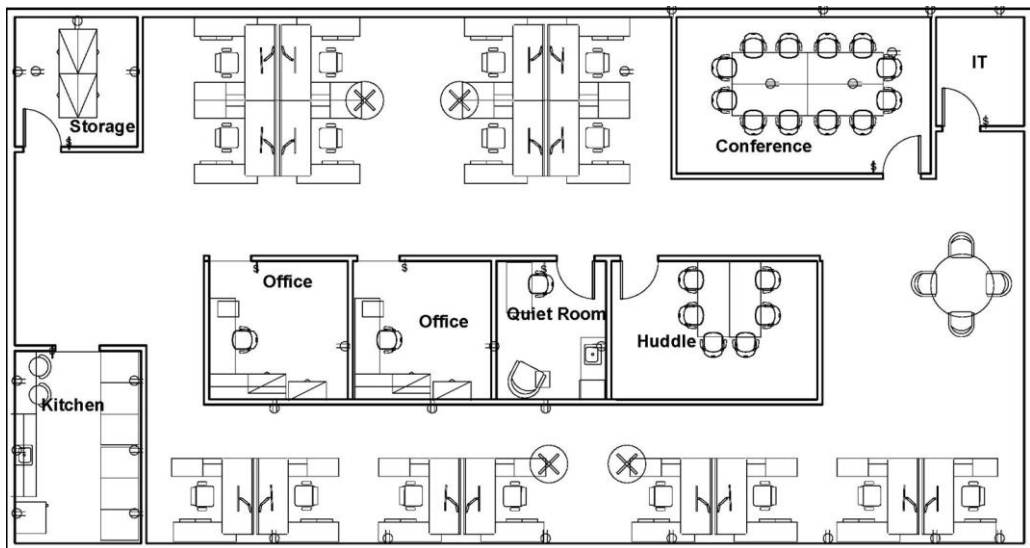 IT
Storage
$
$
Conference
$
$
$
$
Office
Office
Quiet Room
Huddle
Kitchen